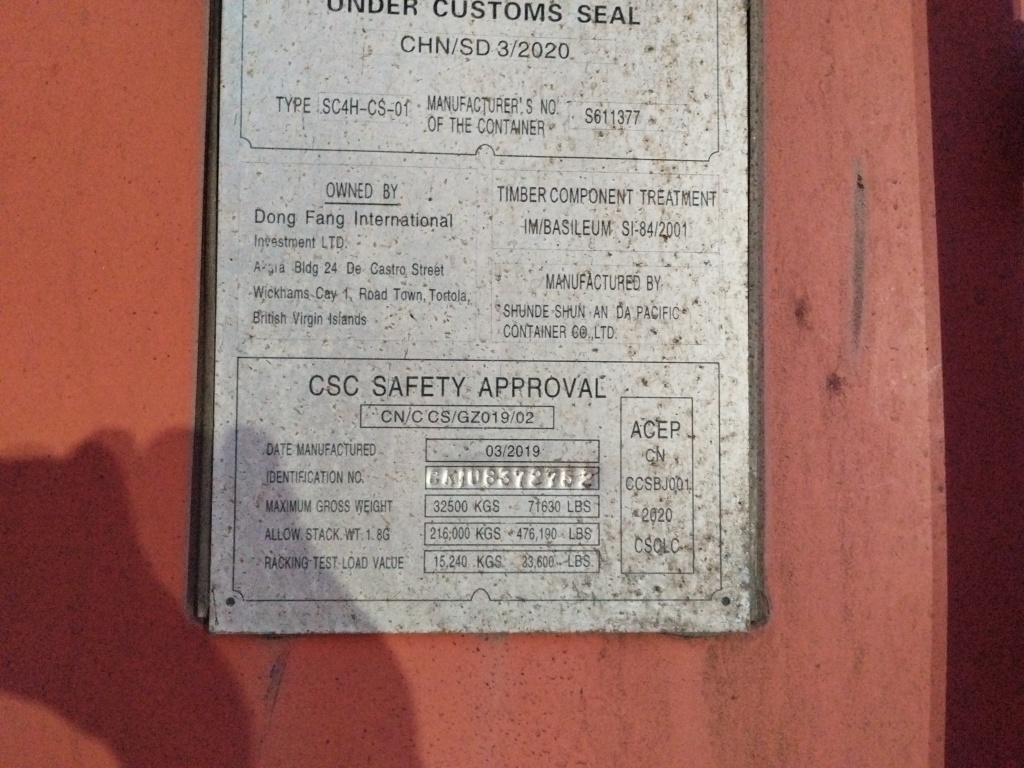 UNDER CUSTOMS SEAL
CHN/SD 3/2020
TYPE SC4H-CS-01 MANUFACTURER'S NO. OF THE CONTAINER S611377
OWNED BY
Dong Fang International
Investment LTD.
Bldg 24 De Castro Street
Wickhams Cay 1, Road Town, Tortola,
British Virgin Islands
TIMBER COMPONENT TREATMENT
IM/BASILEUM SI-84/2001
MANUFACTURED BY
SHUNDE SHUN AN DA PACIFIC
CONTAINER CO.,LTD.
CSC SAFETY APPROVAL
CN/C CS/GZ019/02
DATE MANUFACTURED 03/2019
IDENTIFICATION NO.
MAXIMUM GROSS WEIGHT 32500 KGS 71630 LBS
ALLOW. STACK. WT. 1.8G 216,000 KGS 476,190 LBS
RACKING TEST LOAD VALUE 15,240 KGS 33,600 LBS
ACEP
CN
CCSBJ001
2020
CSCLC